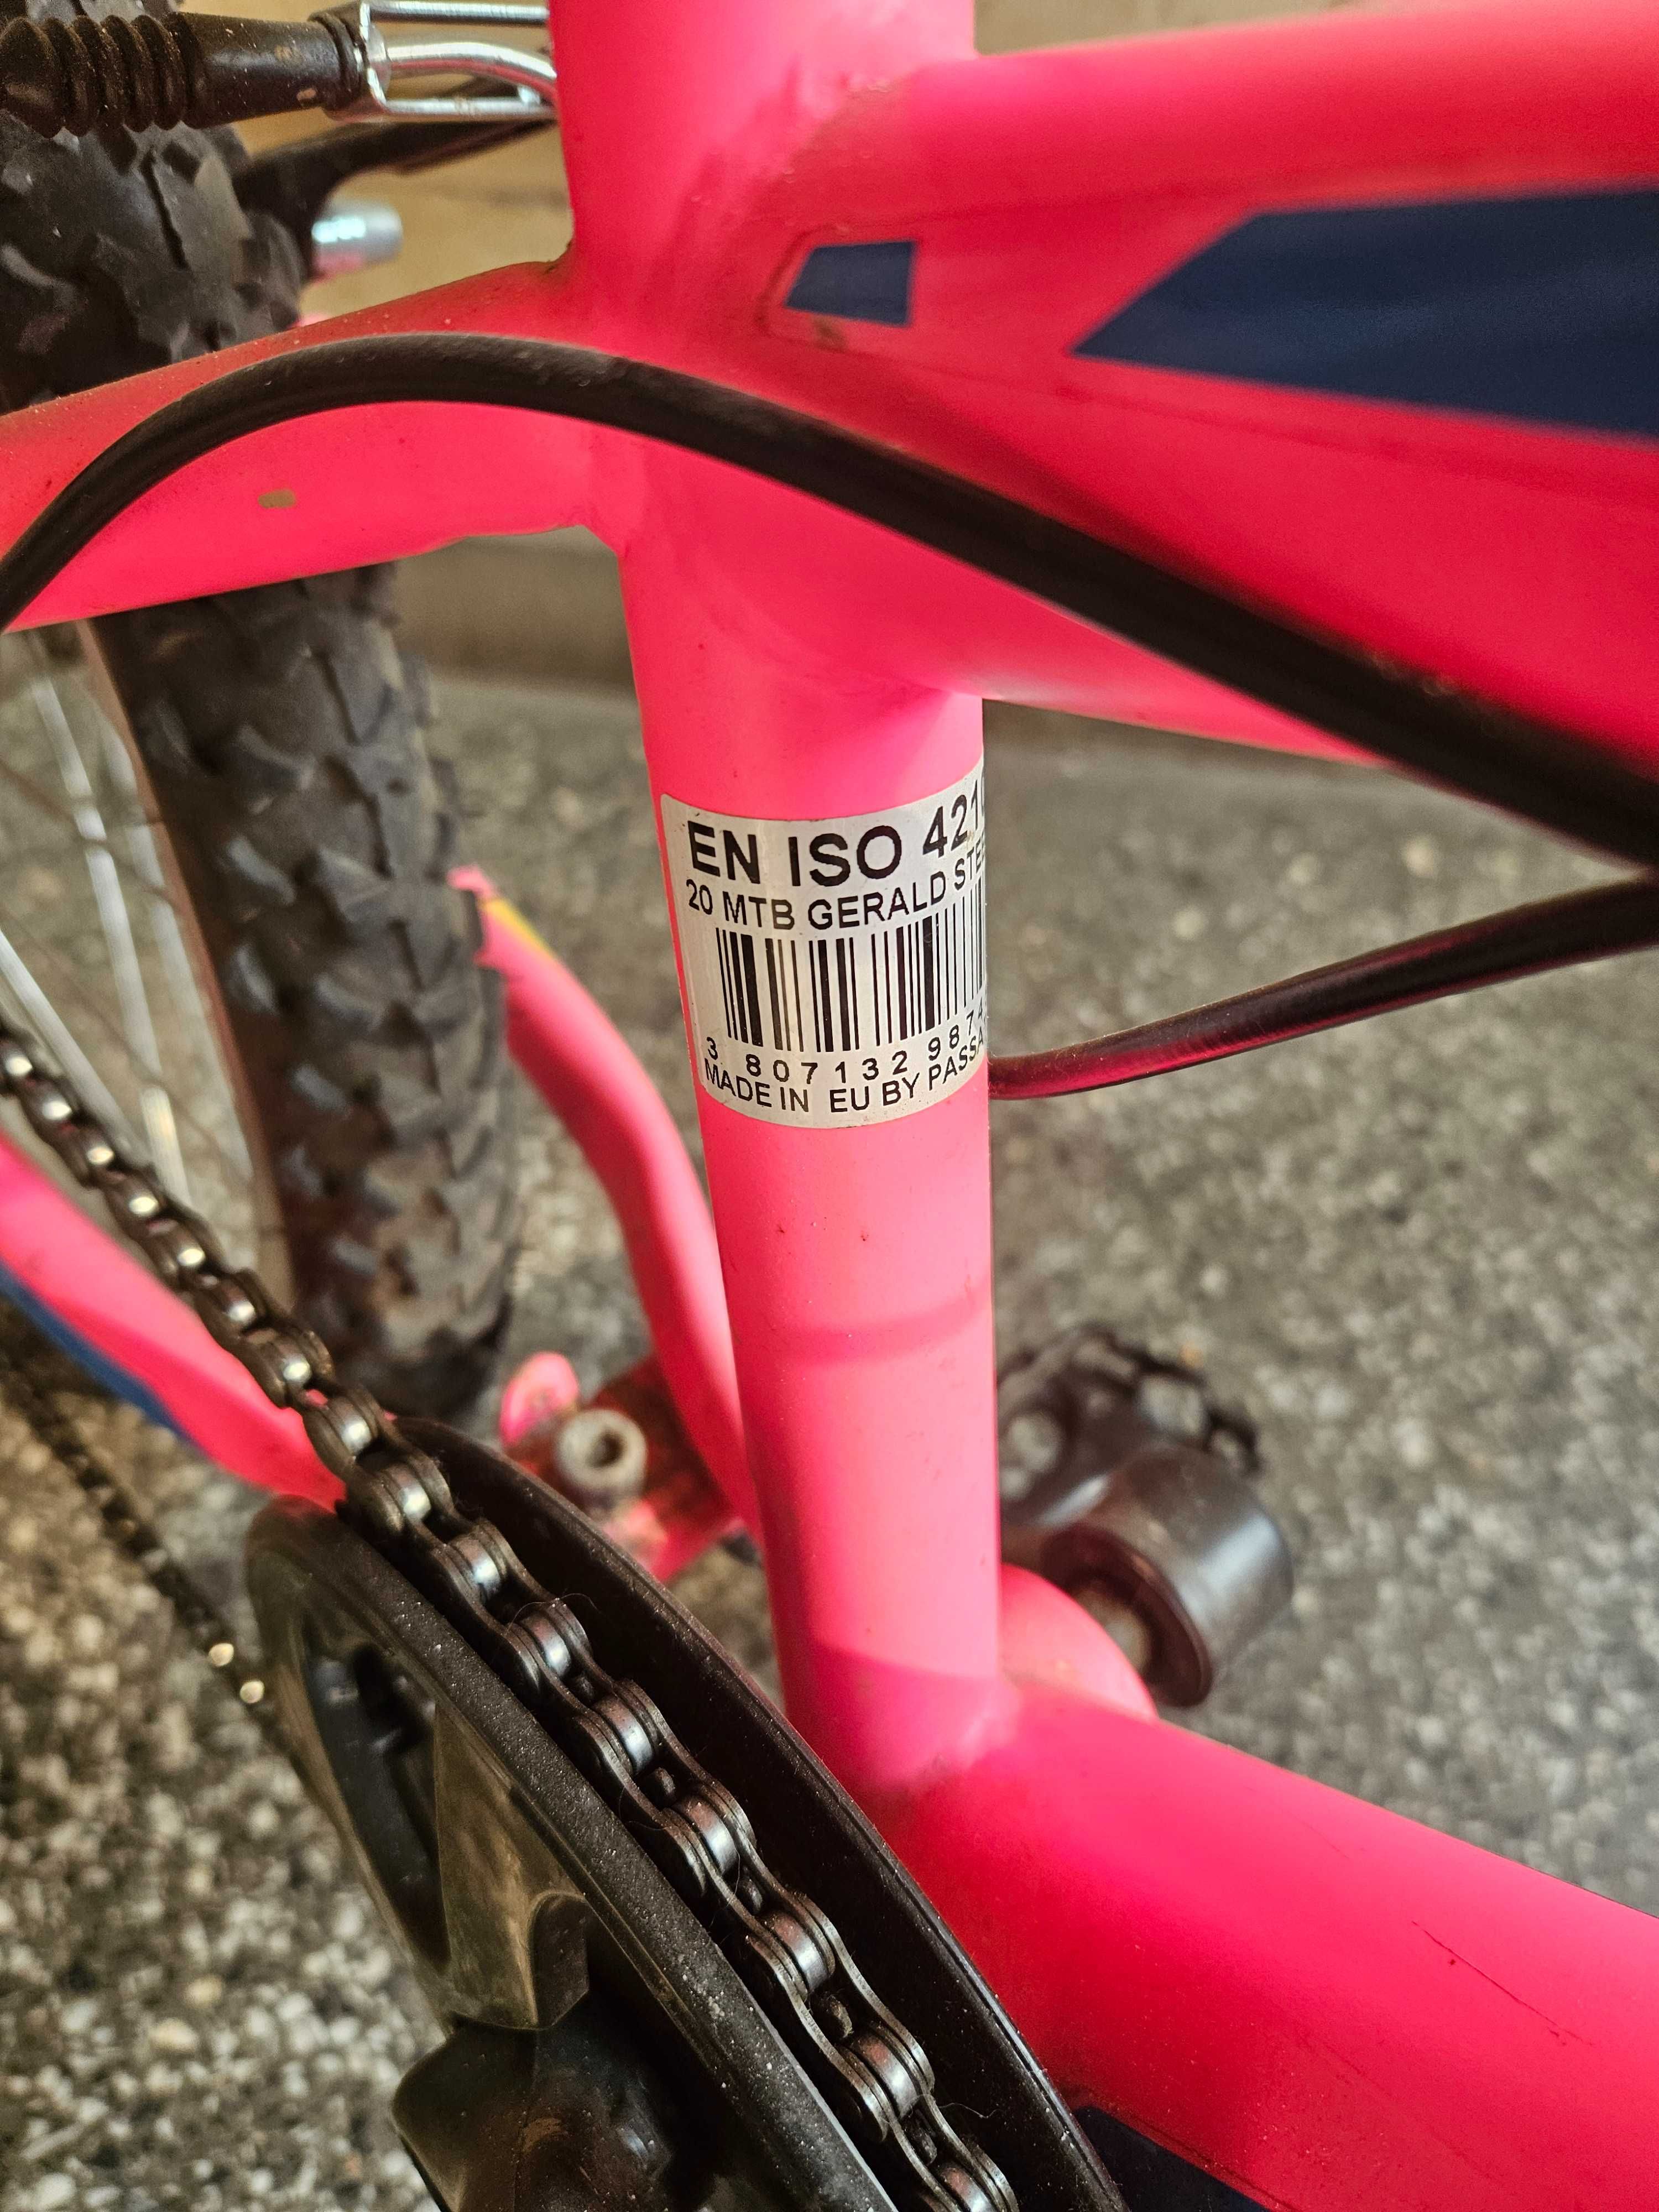 EN ISO 421
20 MTB GERALD STE
3 807132 987
MADE IN EU BY PASSA